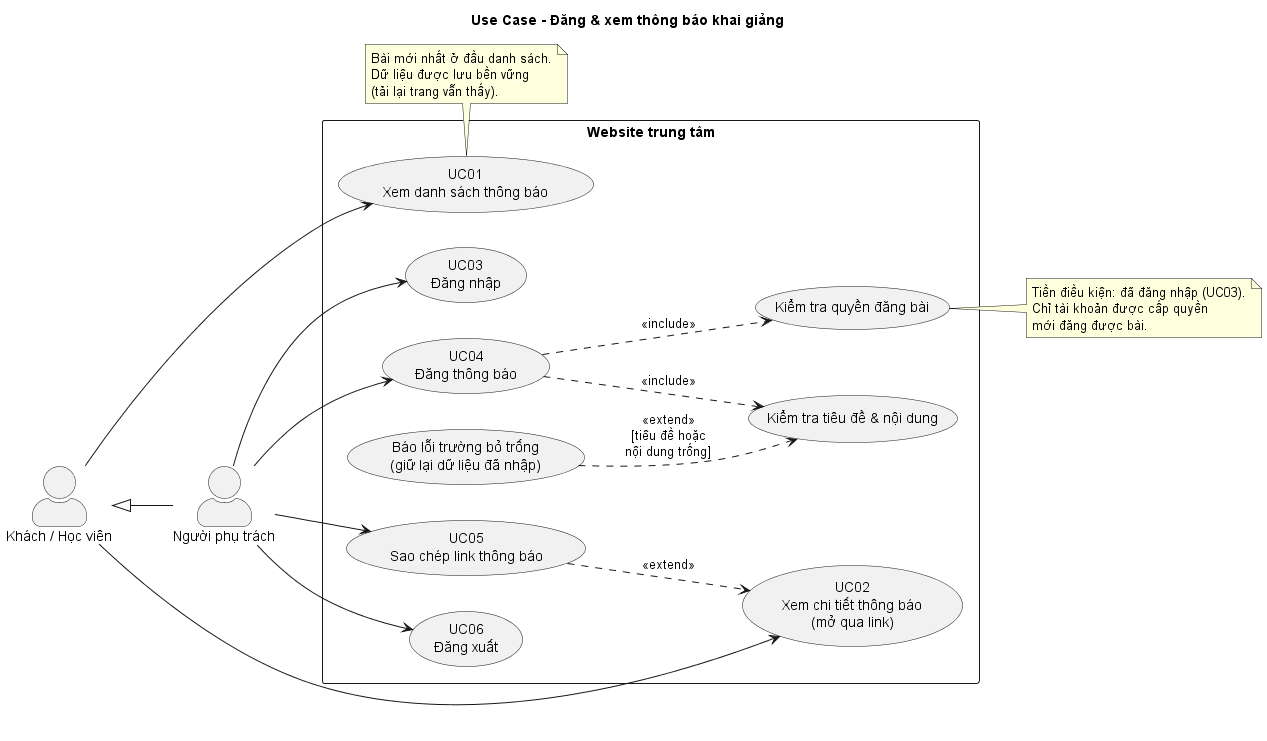 Use Case - Đăng & xem thông báo khai giảng
Bài mới nhất ở đầu danh sách.
Dữ liệu được lưu bền vững
(tải lại trang vẫn thấy).
Website trung tâm
UC01
Xem danh sách thông báo
UC03
Đăng nhập
Kiểm tra quyền đăng bài
Tiền điều kiện: đã đăng nhập (UC03).
Chỉ tài khoản được cấp quyền
mới đăng được bài.
«include»
UC04
Đăng thông báo
«include»
Kiểm tra tiêu đề & nội dung
«extend»
[tiêu đề hoặc
nội dung trống]
Báo lỗi trường bỏ trống
(giữ lại dữ liệu đã nhập)
Khách / Học viên
Người phụ trách
UC05
Sao chép link thông báo
«extend»
UC02
Xem chi tiết thông báo
(mở qua link)
UC06
Đăng xuất